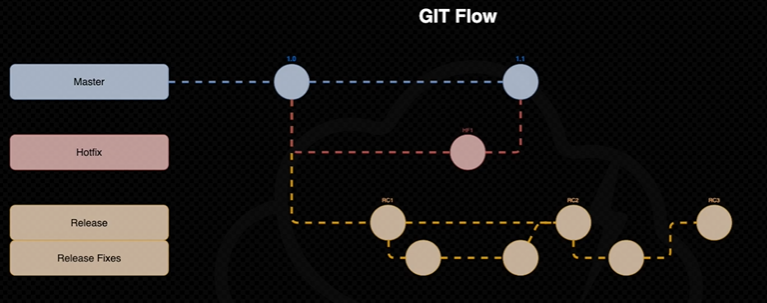 GIT Flow
1.0
1.1
Master
HF1
Hotfix
RC1
RC2
RC3
Release
Release Fixes